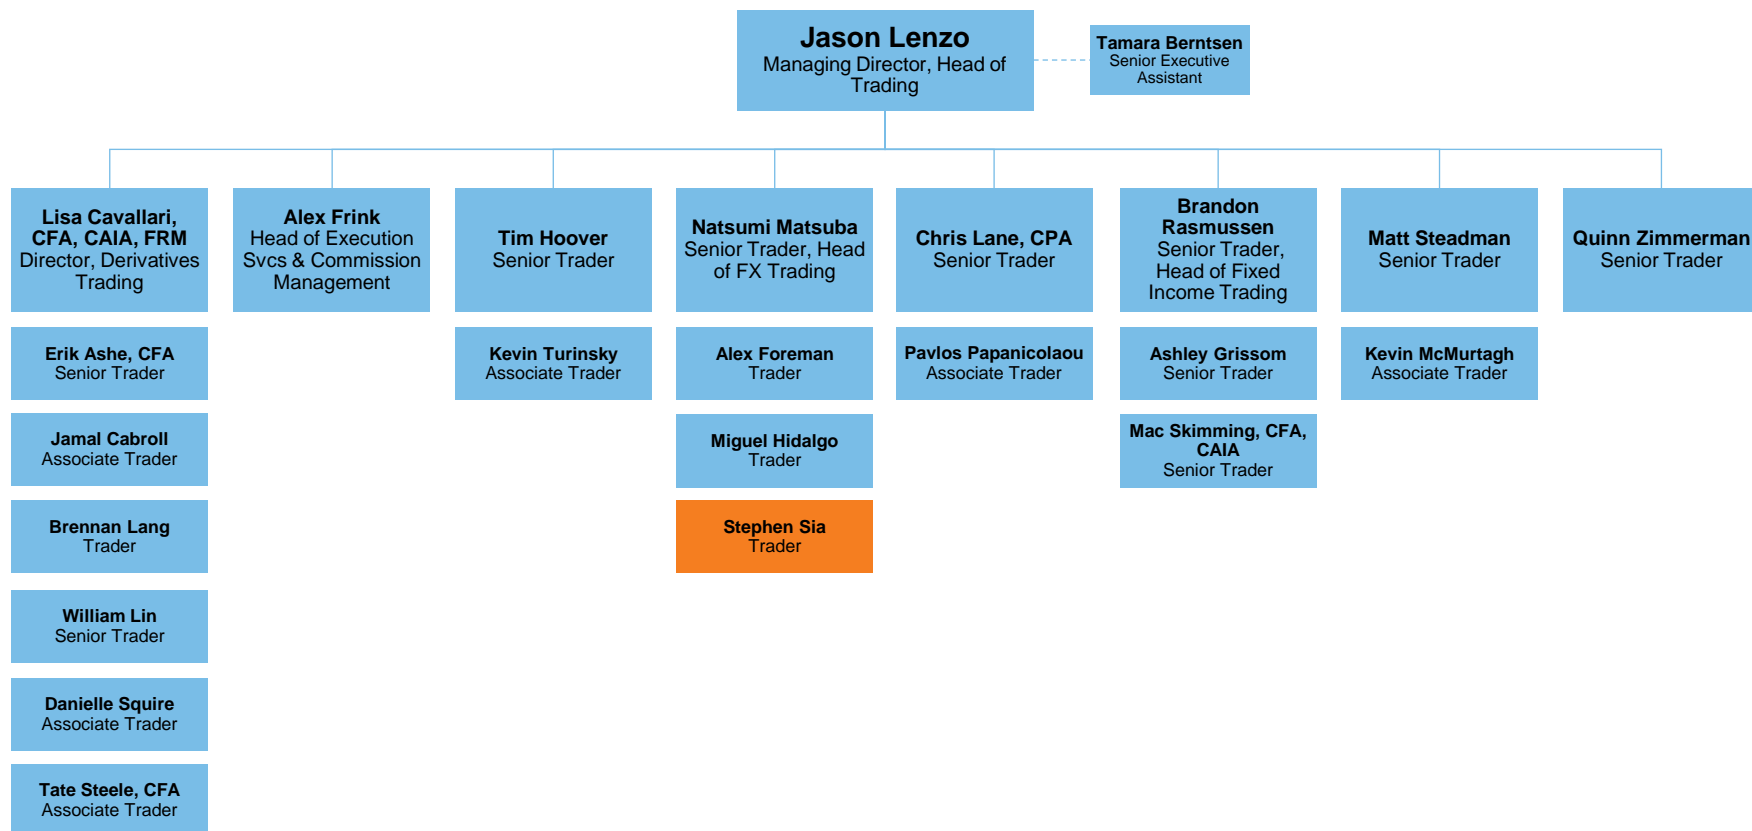 Jason Lenzo
Managing Director, Head of
Trading
Tamara Berntsen
Senior Executive
Assistant
Lisa Cavallari,
CFA, CAIA, FRM
Director, Derivatives
Trading
Alex Frink
Head of Execution
Svcs & Commission
Management
Tim Hoover
Senior Trader
Natsumi Matsuba
Senior Trader, Head
of FX Trading
Chris Lane, CPA
Senior Trader
Brandon
Rasmussen
Senior Trader,
Head of Fixed
Income Trading
Matt Steadman
Senior Trader
Quinn Zimmerman
Senior Trader
Erik Ashe, CFA
Senior Trader
Kevin Turinsky
Associate Trader
Alex Foreman
Trader
Pavlos Papanicolaou
Associate Trader
Ashley Grissom
Senior Trader
Kevin McMurtagh
Associate Trader
Jamal Cabroll
Associate Trader
Miguel Hidalgo
Trader
Mac Skimming, CFA,
CAIA
Senior Trader
Brennan Lang
Trader
Stephen Sia
Trader
William Lin
Senior Trader
Danielle Squire
Associate Trader
Tate Steele, CFA
Associate Trader